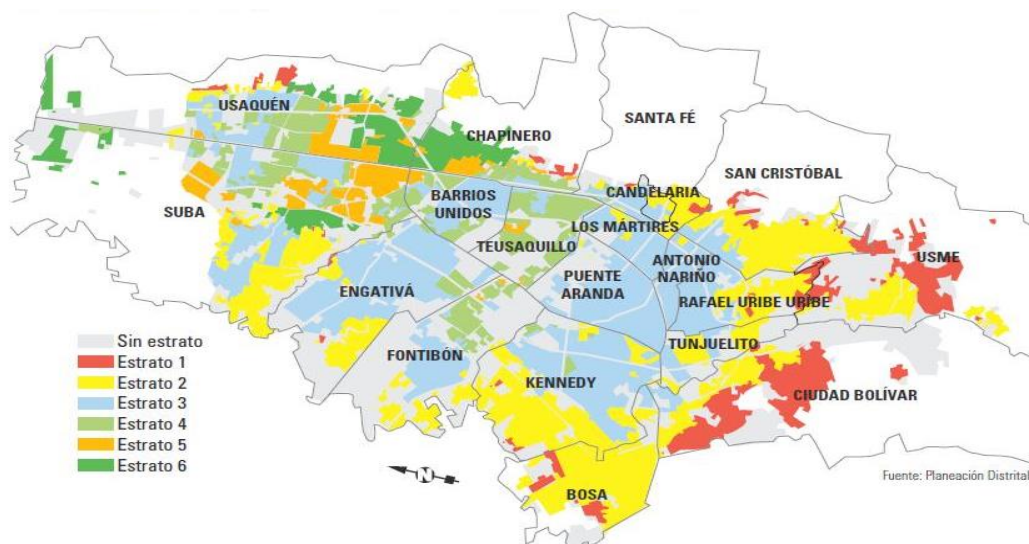 USAQUÉN
CHAPINERO
SANTA FÉ
SAN CRISTÓBAL
SUBA
BARRIOS
UNIDOS
CANDELARIA
TEUSAQUILLO
LOS MÁRTIRES
ANTONIO
NARIÑO
USME
ENGATIVÁ
PUENTE
ARANDA
RAFAEL URIBE URIBE
FONTIBÓN
KENNEDY
TUNJUELITO
CIUDAD BOLÍVAR
BOSA
Sin estrato
Estrato 1
Estrato 2
Estrato 3
Estrato 4
Estrato 5
Estrato 6
N
Fuente: Planeación Distrital